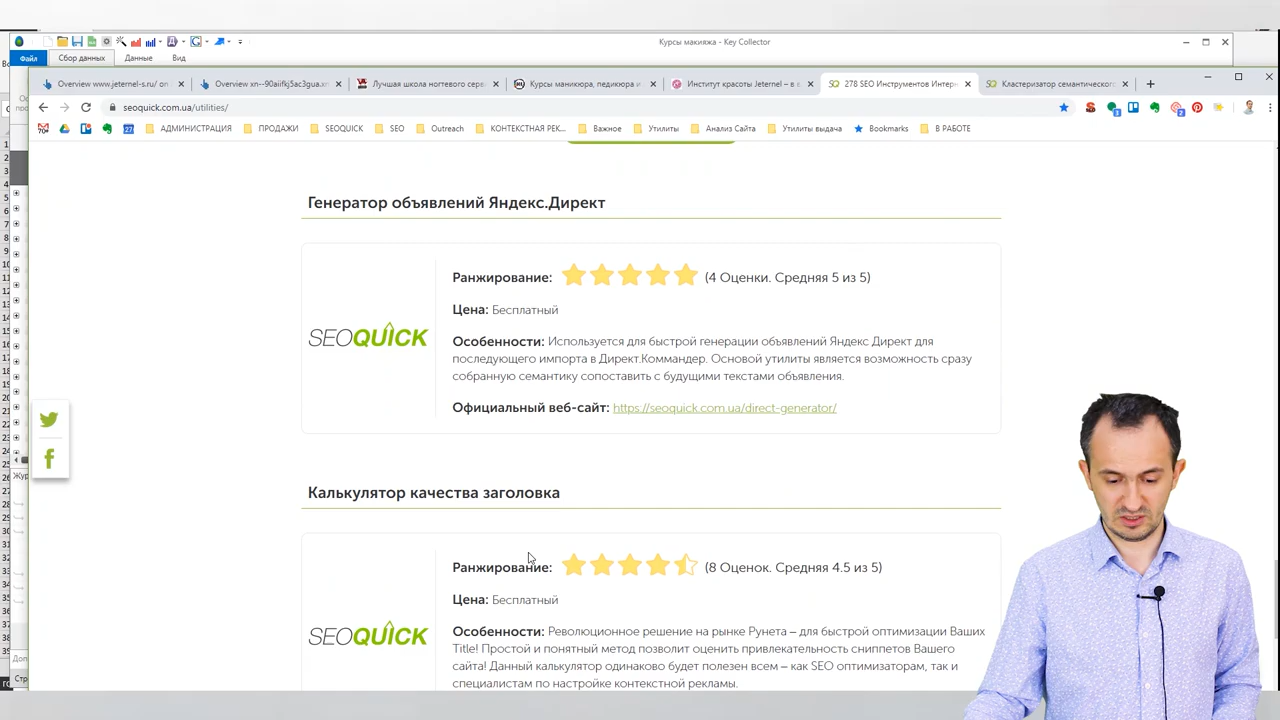 Курсы макияжа - Key Collector
Файл
Сбор данных
Данные
Вид
Overview www.jeternel-s.ru/
Лучшая школа ногтевого серв
Курсы маникюра, педикюра и
Институт красоты Jeternel – в
278 SEO Инструментов Интерн
Кластеризатор семантического
seoquick.com.ua/utilities/
27
АДМИНИСТРАЦИЯ
ПРОДАЖИ
SEOQUICK
SEO
Outreach
КОНТЕКСТНАЯ РЕК...
Важное
Утилиты
Анализ Сайта
Утилиты выдача
Bookmarks
В РАБОТЕ
Генератор объявлений Яндекс.Директ
Ранжирование: (4 Оценки. Средняя 5 из 5)
Цена: Бесплатный
SEOQUICK
Особенности: Используется для быстрой генерации объявлений Яндекс Директ для
последующего импорта в Директ.Коммандер. Основой утилиты является возможность сразу
собранную семантику сопоставить с будущими текстами объявления.
Официальный веб-сайт: https://seoquick.com.ua/direct-generator/
Калькулятор качества заголовка
Ранжирование: (8 Оценок. Средняя 4.5 из 5)
Цена: Бесплатный
SEOQUICK
Особенности: Революционное решение на рынке Рунета – для быстрой оптимизации Ваших
Title! Простой и понятный метод позволит оценить привлекательность сниппетов Вашего
сайта! Данный калькулятор одинаково будет полезен всем – как SEO оптимизаторам, так и
специалистам по настройке контекстной рекламы.